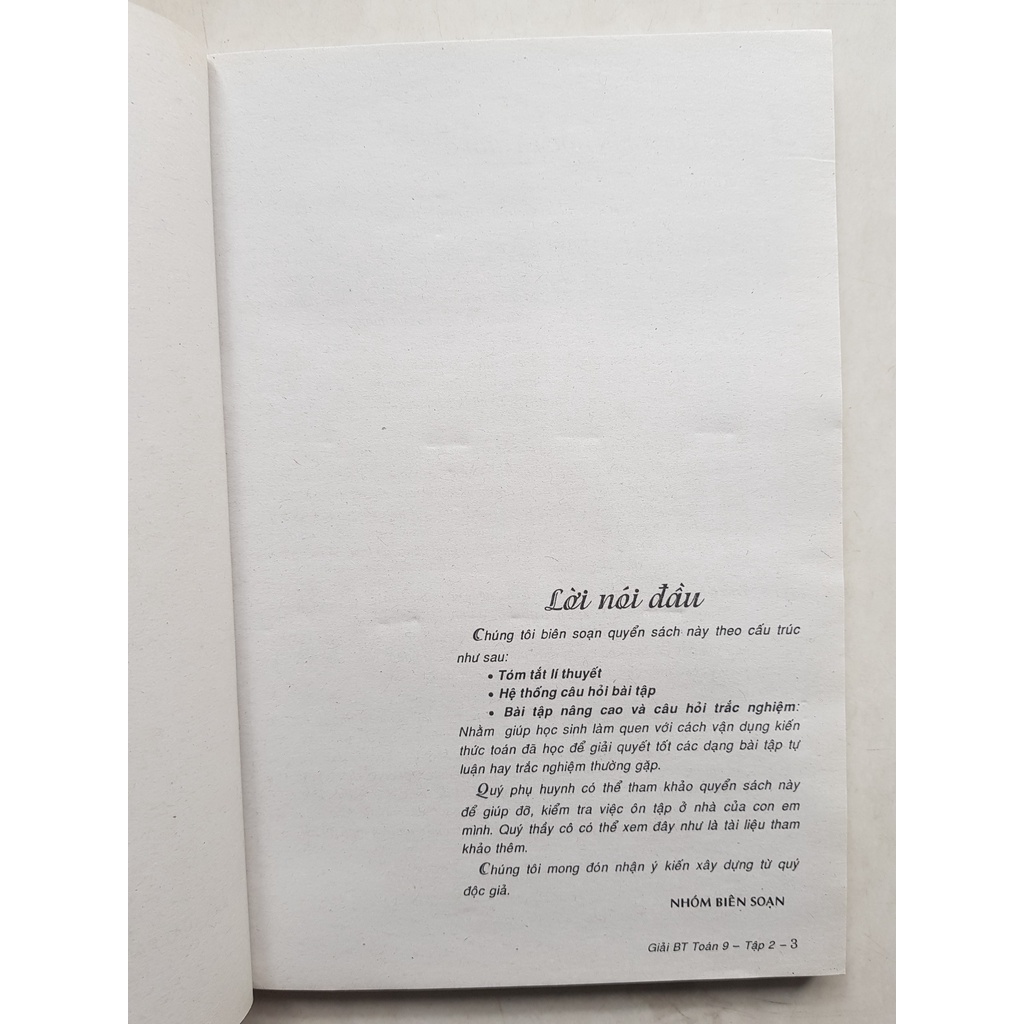 Lời nói đầu
Chúng tôi biên soạn quyển sách này theo cấu trúc
như sau:
• Tóm tắt lí thuyết
• Hệ thống câu hỏi bài tập
• Bài tập nâng cao và câu hỏi trắc nghiệm:
Nhằm giúp học sinh làm quen với cách vận dụng kiến
thức toán đã học để giải quyết tốt các dạng bài tập tự
luận hay trắc nghiệm thường gặp.
Quý phụ huynh có thể tham khảo quyển sách này
để giúp đỡ, kiểm tra việc ôn tập ở nhà của con em
mình. Quý thầy cô có thể xem đây như là tài liệu tham
khảo thêm.
Chúng tôi mong đón nhận ý kiến xây dựng từ quý
độc giả.
NHÓM BIÊN SOẠN
Giải BT Toán 9 – Tập 2 – 3